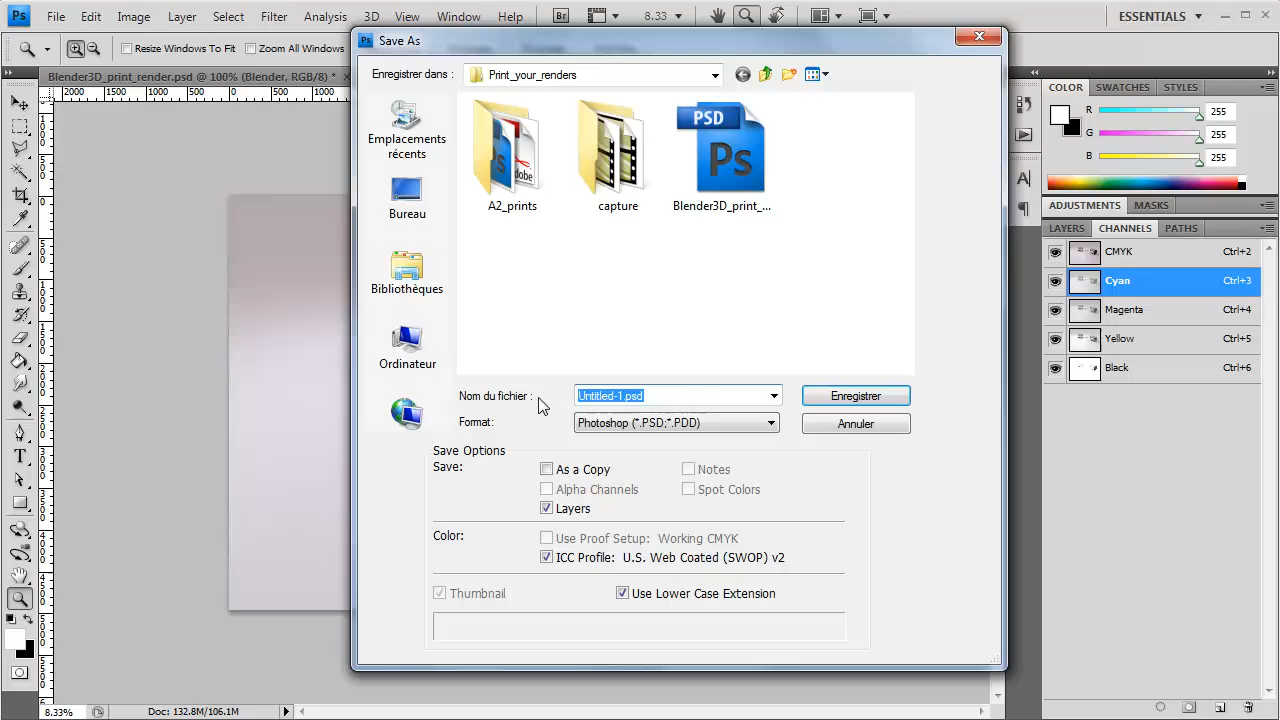 Ps File Edit Image Layer Select Filter Analysis 3D View Window Help Br 8.33 ESSENTIALS
Resize Windows To Fit Zoom All Windows
Blender3D_print_render.psd @ 100% (Blender, RGB/8) *
2000 1500 1000 500 0 500 1000
Ps Save As
Enregistrer dans : Print_your_renders
Emplacements récents
Bureau
Bibliothèques
Ordinateur
PSD
Ps
A2_prints capture Blender3D_print_...
Nom du fichier : Untitled-1.psd Enregistrer
Format: Photoshop (*.PSD;*.PDD) Annuler
Save Options
Save: As a Copy Notes
Alpha Channels Spot Colors
Layers
Color: Use Proof Setup: Working CMYK
ICC Profile: U.S. Web Coated (SWOP) v2
Thumbnail Use Lower Case Extension
COLOR SWATCHES STYLES
R 255
G 255
B 255
ADJUSTMENTS MASKS
LAYERS CHANNELS PATHS
CMYK Ctrl+2
Cyan Ctrl+3
Magenta Ctrl+4
Yellow Ctrl+5
Black Ctrl+6
8.33% Doc: 132.8M/106.1M